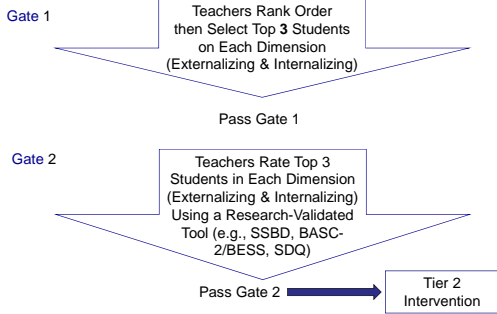 Gate 1
Teachers Rank Order
then Select Top 3 Students
on Each Dimension
(Externalizing & Internalizing)
Pass Gate 1
Gate 2
Teachers Rate Top 3
Students in Each Dimension
(Externalizing & Internalizing)
Using a Research-Validated
Tool (e.g., SSBD, BASC-
2/BESS, SDQ)
Pass Gate 2
Tier 2
Intervention